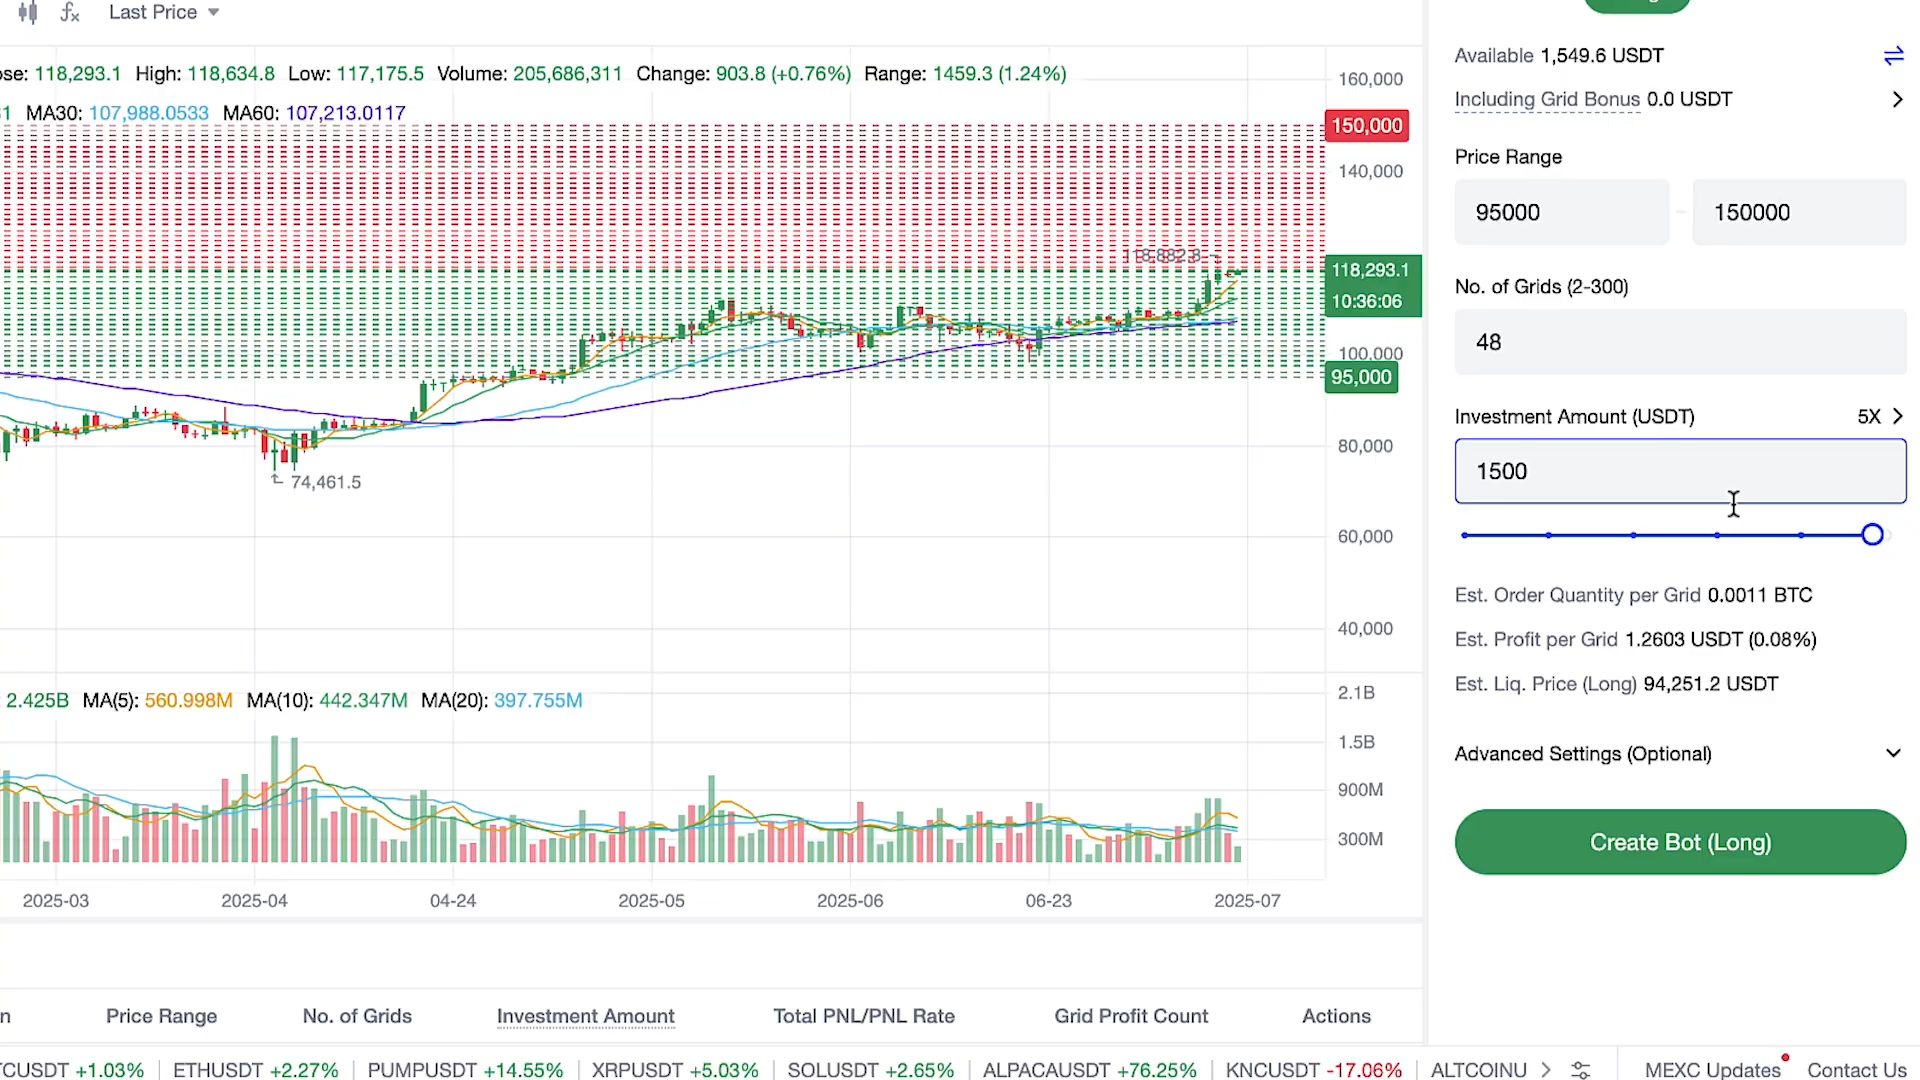 Last Price
ose: 118,293.1 High: 118,634.8 Low: 117,175.5 Volume: 205,686,311 Change: 903.8 (+0.76%) Range: 1459.3 (1.24%)
1 MA30: 107,988.0533 MA60: 107,213.0117
160,000
150,000
140,000
118,882.8
118,293.1
10:36:06
100,000
95,000
80,000
74,461.5
60,000
40,000
2.425B MA(5): 560.998M MA(10): 442.347M MA(20): 397.755M
2.1B
1.5B
900M
300M
2025-03 2025-04 04-24 2025-05 2025-06 06-23 2025-07
Available 1,549.6 USDT
Including Grid Bonus 0.0 USDT
Price Range
95000 - 150000
No. of Grids (2-300)
48
Investment Amount (USDT) 5X
1500
Est. Order Quantity per Grid 0.0011 BTC
Est. Profit per Grid 1.2603 USDT (0.08%)
Est. Liq. Price (Long) 94,251.2 USDT
Advanced Settings (Optional)
Create Bot (Long)
n Price Range No. of Grids Investment Amount Total PNL/PNL Rate Grid Profit Count Actions
TCUSDT +1.03% ETHUSDT +2.27% PUMPUSDT +14.55% XRPUSDT +5.03% SOLUSDT +2.65% ALPACAUSDT +76.25% KNCUSDT -17.06% ALTCOINU MEXC Updates Contact Us